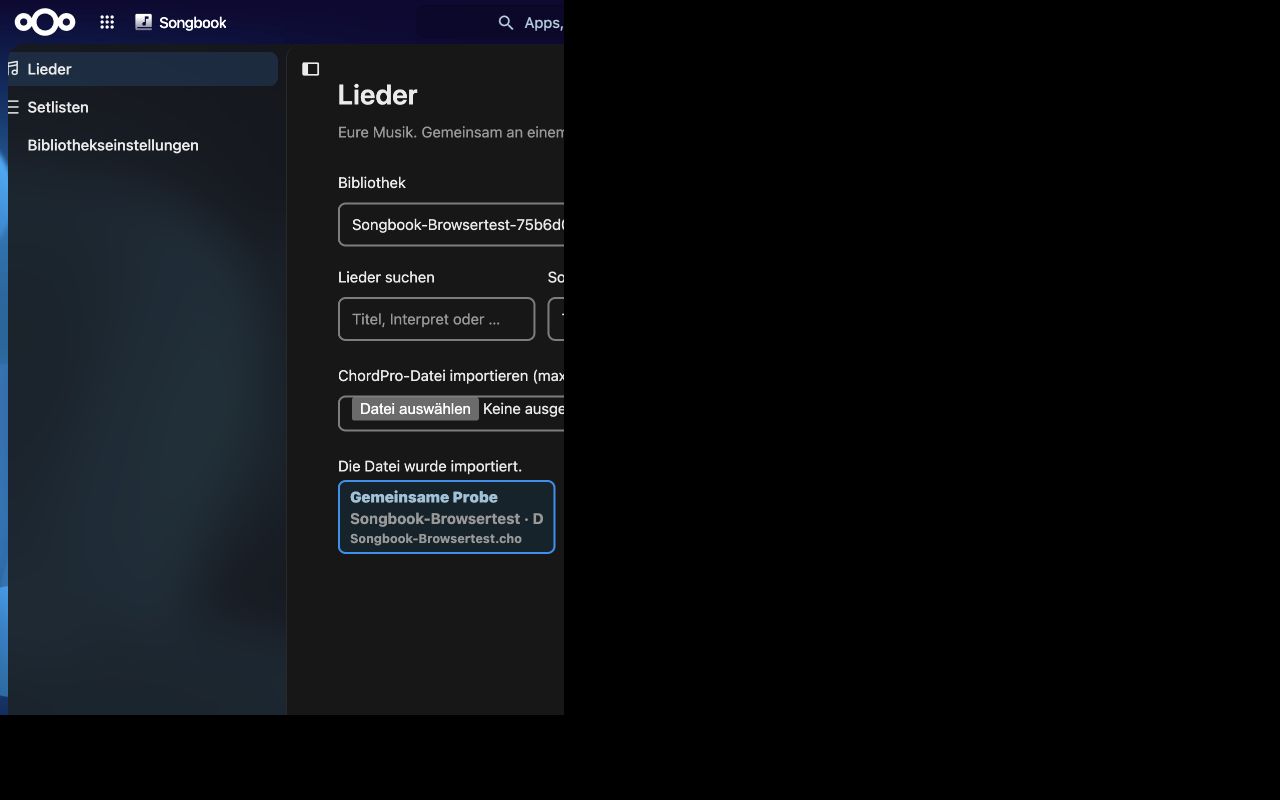 Songbook
Apps,
Lieder
Setlisten
Bibliothekseinstellungen
Lieder
Eure Musik. Gemeinsam an einem
Bibliothek
Songbook-Browsertest-75b6d
Lieder suchen
So
Titel, Interpret oder ...
ChordPro-Datei importieren (max
Datei auswählen Keine ausge
Die Datei wurde importiert.
Gemeinsame Probe
Songbook-Browsertest · D
Songbook-Browsertest.cho